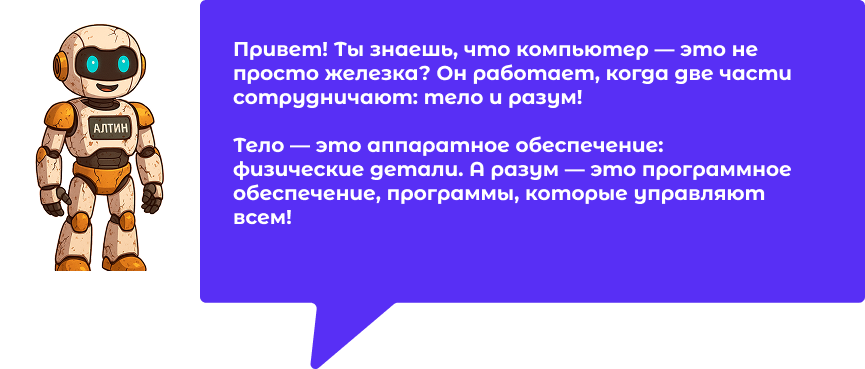 АЛТИН
Привет! Ты знаешь, что компьютер — это не
просто железка? Он работает, когда две части
сотрудничают: тело и разум!
Тело — это аппаратное обеспечение:
физические детали. А разум — это программное
обеспечение, программы, которые управляют
всем!